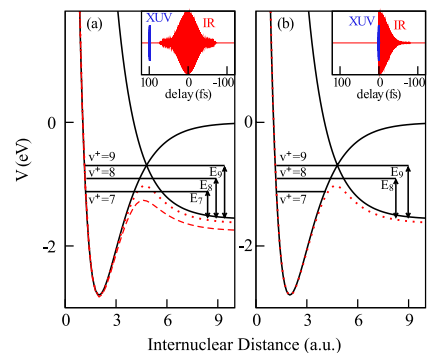 (a)
XUV
IR
100
0
-100
delay(fs)
(b)
XUV
IR
100
0
-100
delay(fs)
V (eV)
0
-2
v⁺=9
v⁺=8
v⁺=7
E₉
E₈
E₇
0
3
6
9
0
-2
v⁺=9
v⁺=8
v⁺=7
E₉
E₈
0
3
6
9
Internuclear Distance (a.u.)